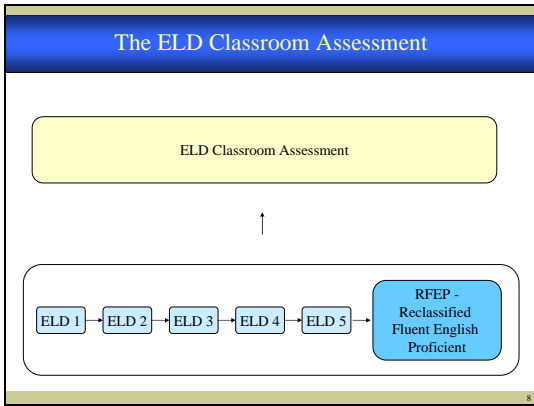 The ELD Classroom Assessment
ELD Classroom Assessment
ELD 1
ELD 2
ELD 3
ELD 4
ELD 5
RFEP -
Reclassified
Fluent English
Proficient
8